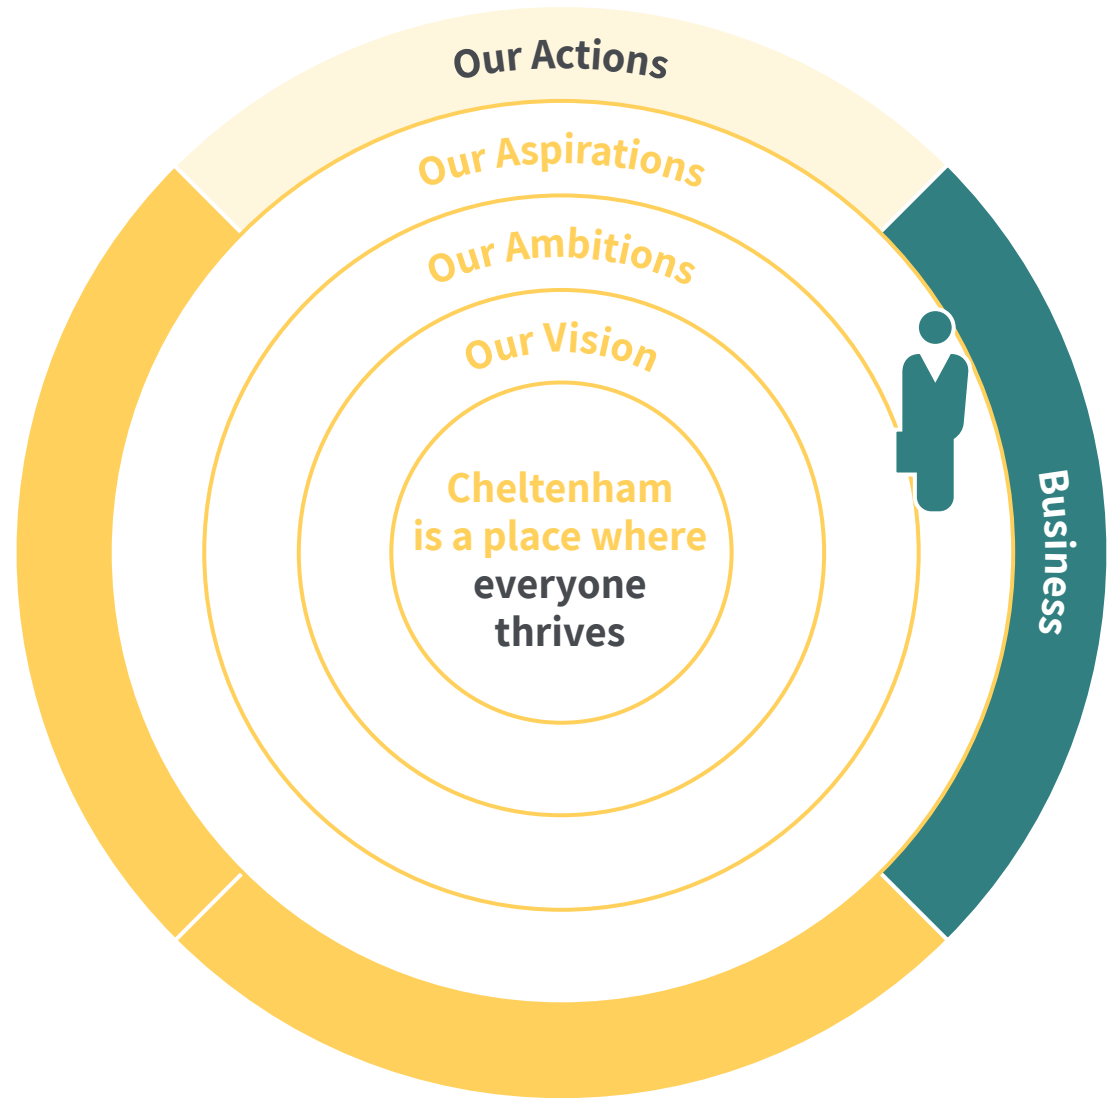 Our Actions
Our Aspirations
Our Ambitions
Our Vision
Cheltenham
is a place where
everyone
thrives
Business